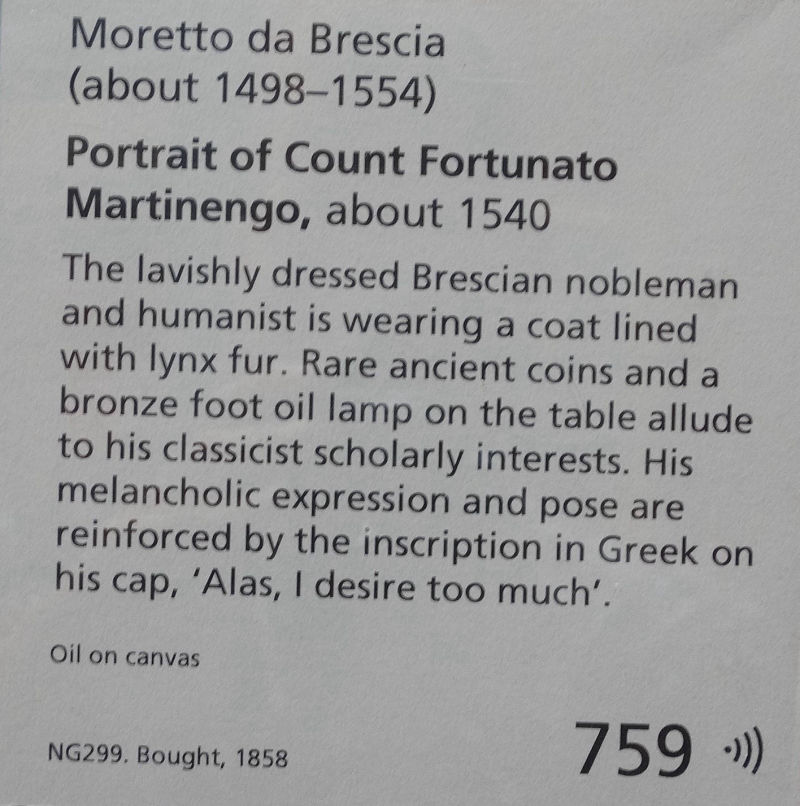 Moretto da Brescia
(about 1498–1554)
Portrait of Count Fortunato
Martinengo, about 1540
The lavishly dressed Brescian nobleman
and humanist is wearing a coat lined
with lynx fur. Rare ancient coins and a
bronze foot oil lamp on the table allude
to his classicist scholarly interests. His
melancholic expression and pose are
reinforced by the inscription in Greek on
his cap, ‘Alas, I desire too much’.
Oil on canvas
NG299. Bought, 1858
759